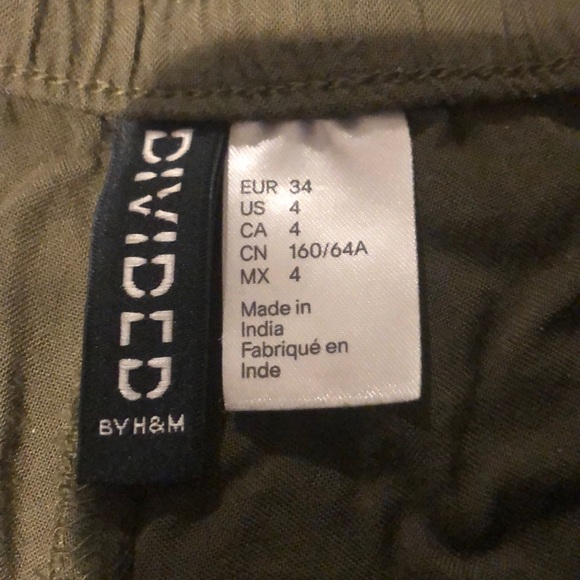 DIVIDED
BY H&M
EUR 34
US 4
CA 4
CN 160/64A
MX 4
Made in
India
Fabriqué en
Inde